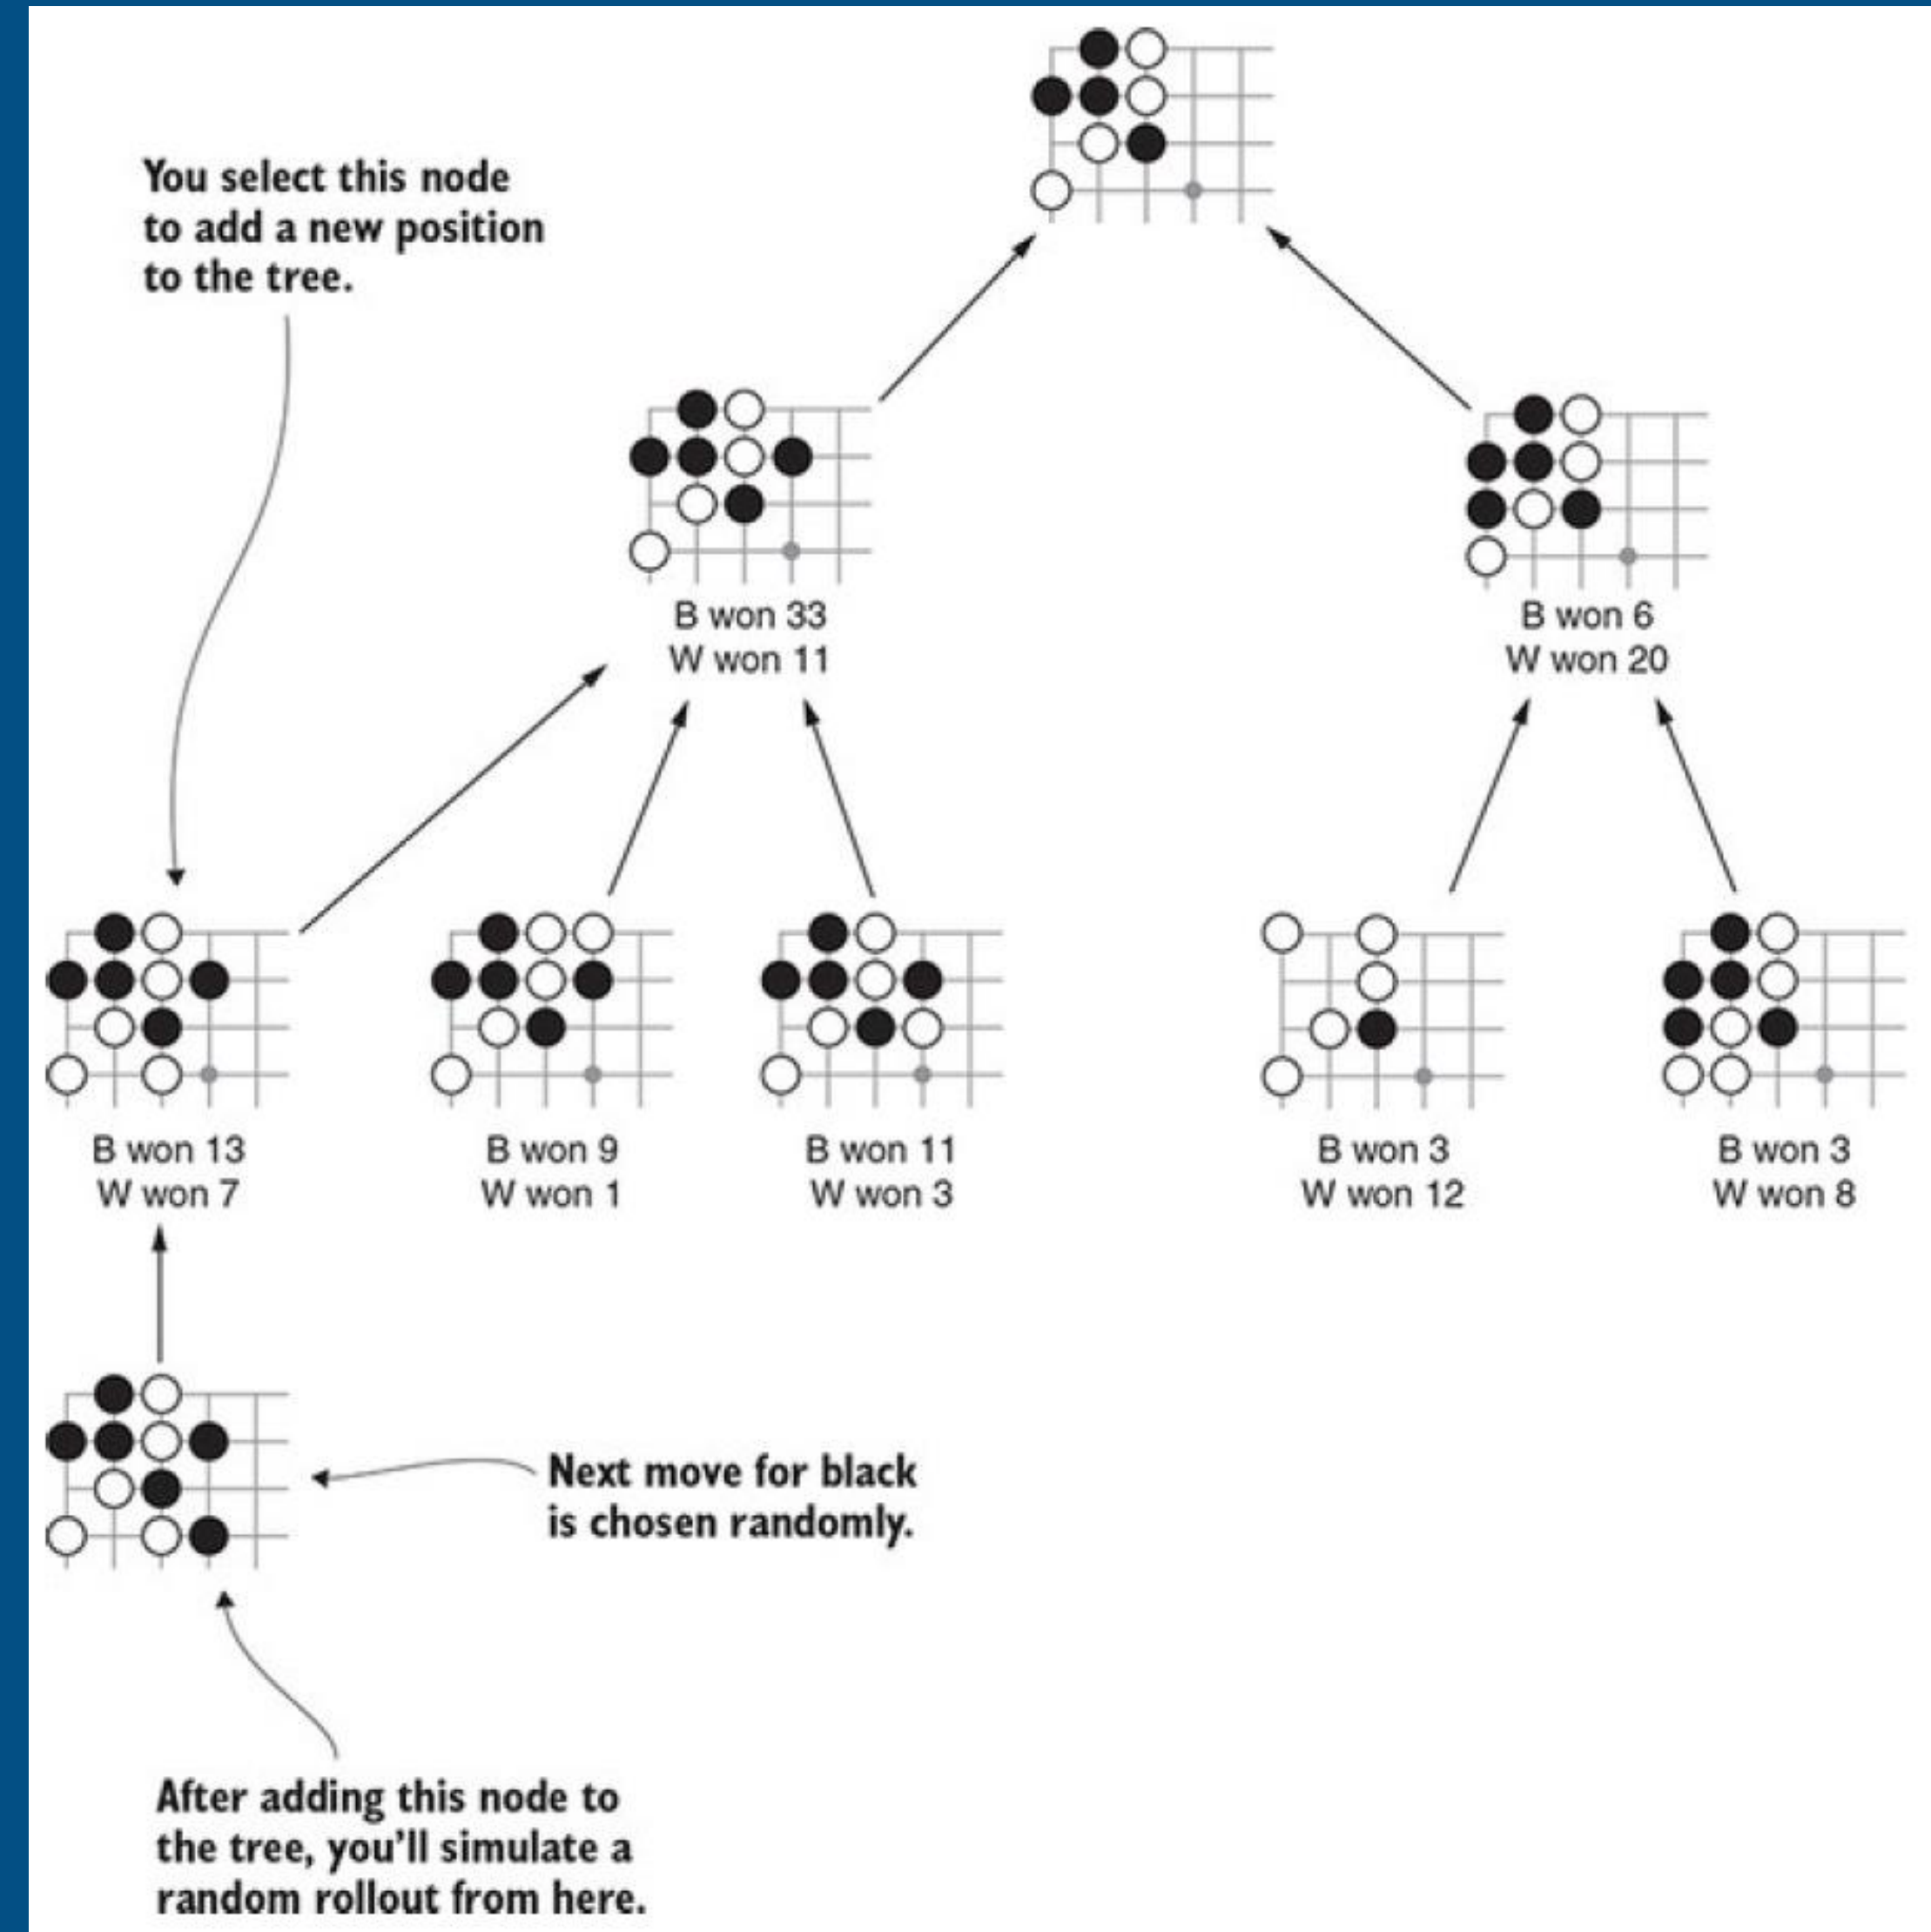 You select this node
to add a new position
to the tree.
B won 33
W won 11
B won 6
W won 20
B won 13
W won 7
B won 9
W won 1
B won 11
W won 3
B won 3
W won 12
B won 3
W won 8
Next move for black
is chosen randomly.
After adding this node to
the tree, you'll simulate a
random rollout from here.